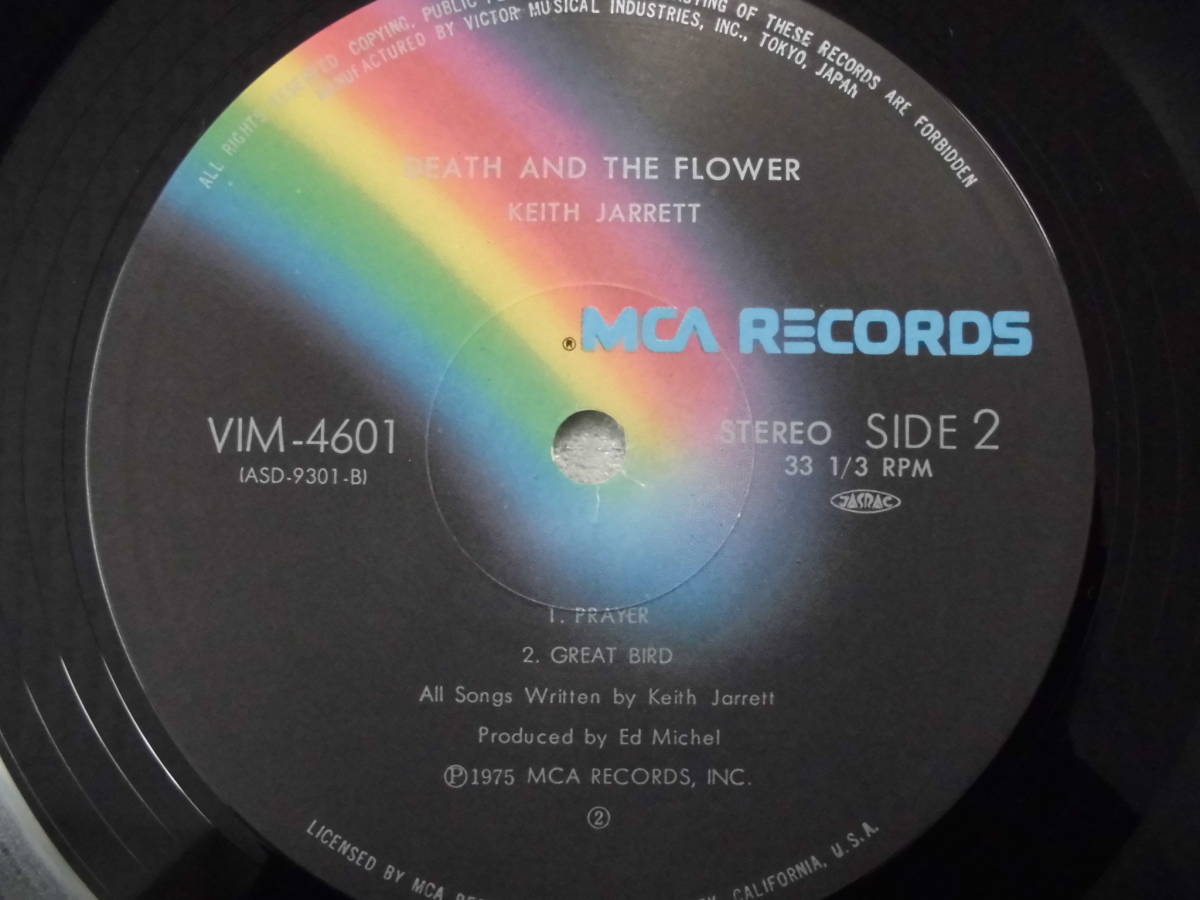 ALL RIGHTS RESERVED COPYING, PUBLIC OF THESE RECORDS ARE FORBIDDEN
MANUFACTURED BY VICTOR MUSICAL INDUSTRIES, INC., TOKYO, JAPAN
DEATH AND THE FLOWER
KEITH JARRETT
® MCA RECORDS
VIM-4601
(ASD-9301-B)
STEREO SIDE 2
33 1/3 RPM
JASRAC
1. PRAYER
2. GREAT BIRD
All Songs Written by Keith Jarrett
Produced by Ed Michel
Ⓟ1975 MCA RECORDS, INC.
②
LICENSED BY MCA CALIFORNIA, U.S.A.